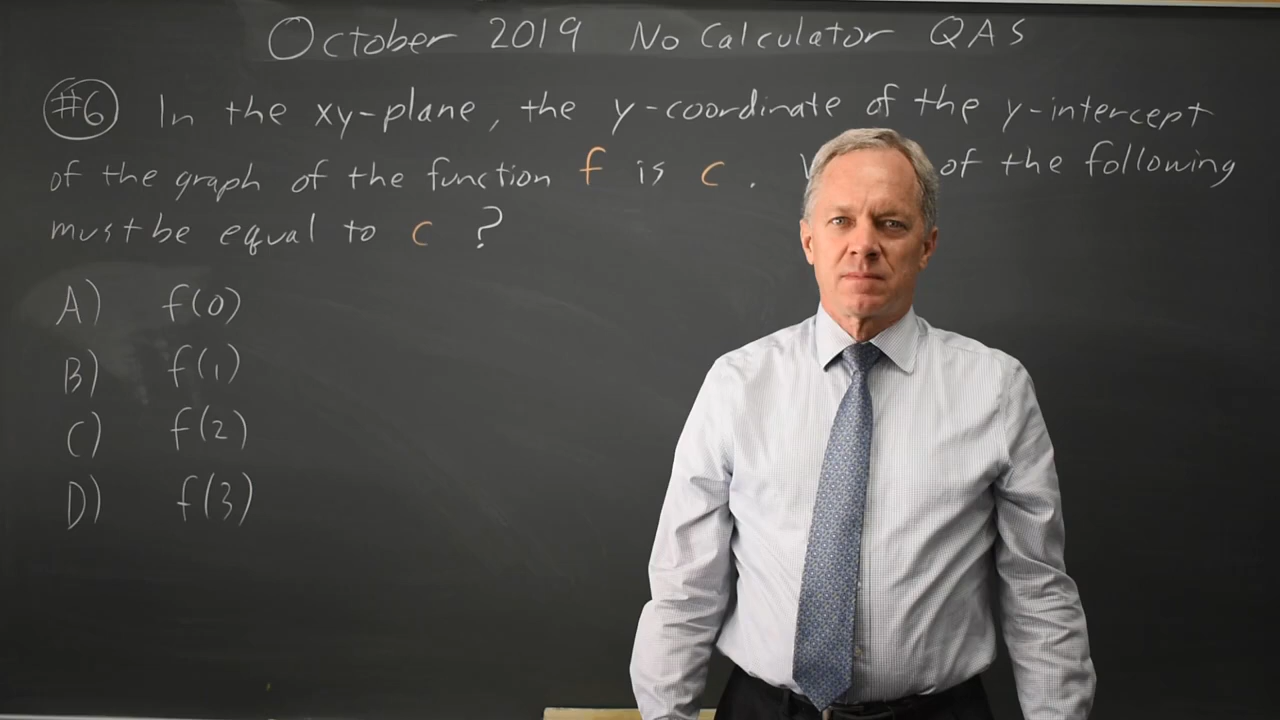 October 2019 No Calculator QAS
#6 In the xy-plane, the y-coordinate of the y-intercept
of the graph of the function f is c. of the following
must be equal to c ?
A) f(0)
B) f(1)
C) f(2)
D) f(3)